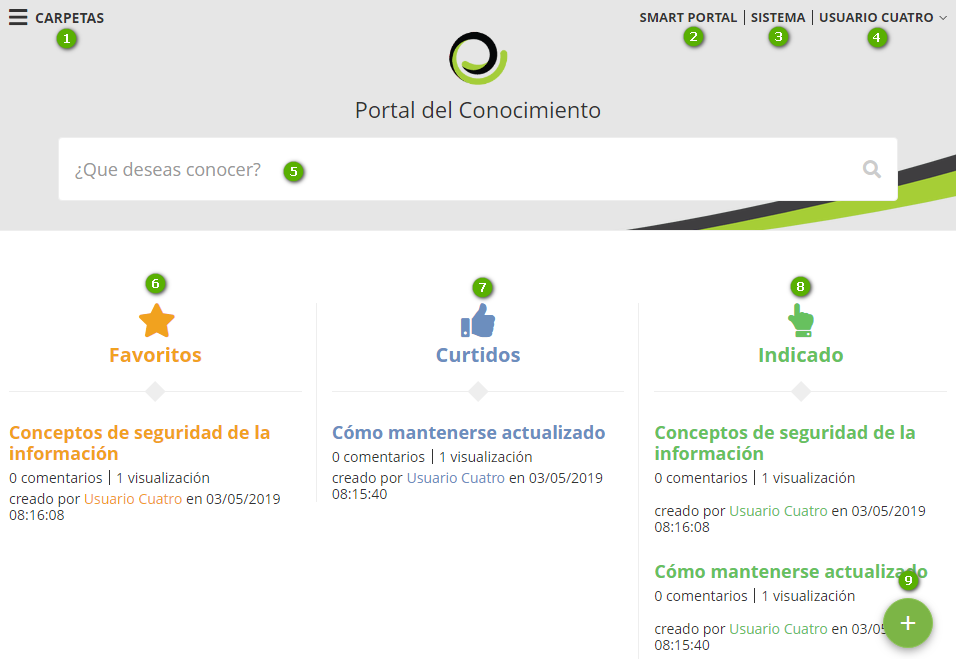 CARPETAS
SMART PORTAL | SISTEMA | USUARIO CUATRO
1
2
3
4
Portal del Conocimiento
¿Que deseas conocer?
5
6
Favoritos
Conceptos de seguridad de la
información
0 comentarios | 1 visualización
creado por Usuario Cuatro en 03/05/2019
08:16:08
7
Curtidos
Cómo mantenerse actualizado
0 comentarios | 1 visualización
creado por Usuario Cuatro en 03/05/2019
08:15:40
8
Indicado
Conceptos de seguridad de la
información
0 comentarios | 1 visualización
creado por Usuario Cuatro en 03/05/2019
08:16:08
Cómo mantenerse actualizado
9
0 comentarios | 1 visualización
+
creado por Usuario Cuatro en 03/05
08:15:40